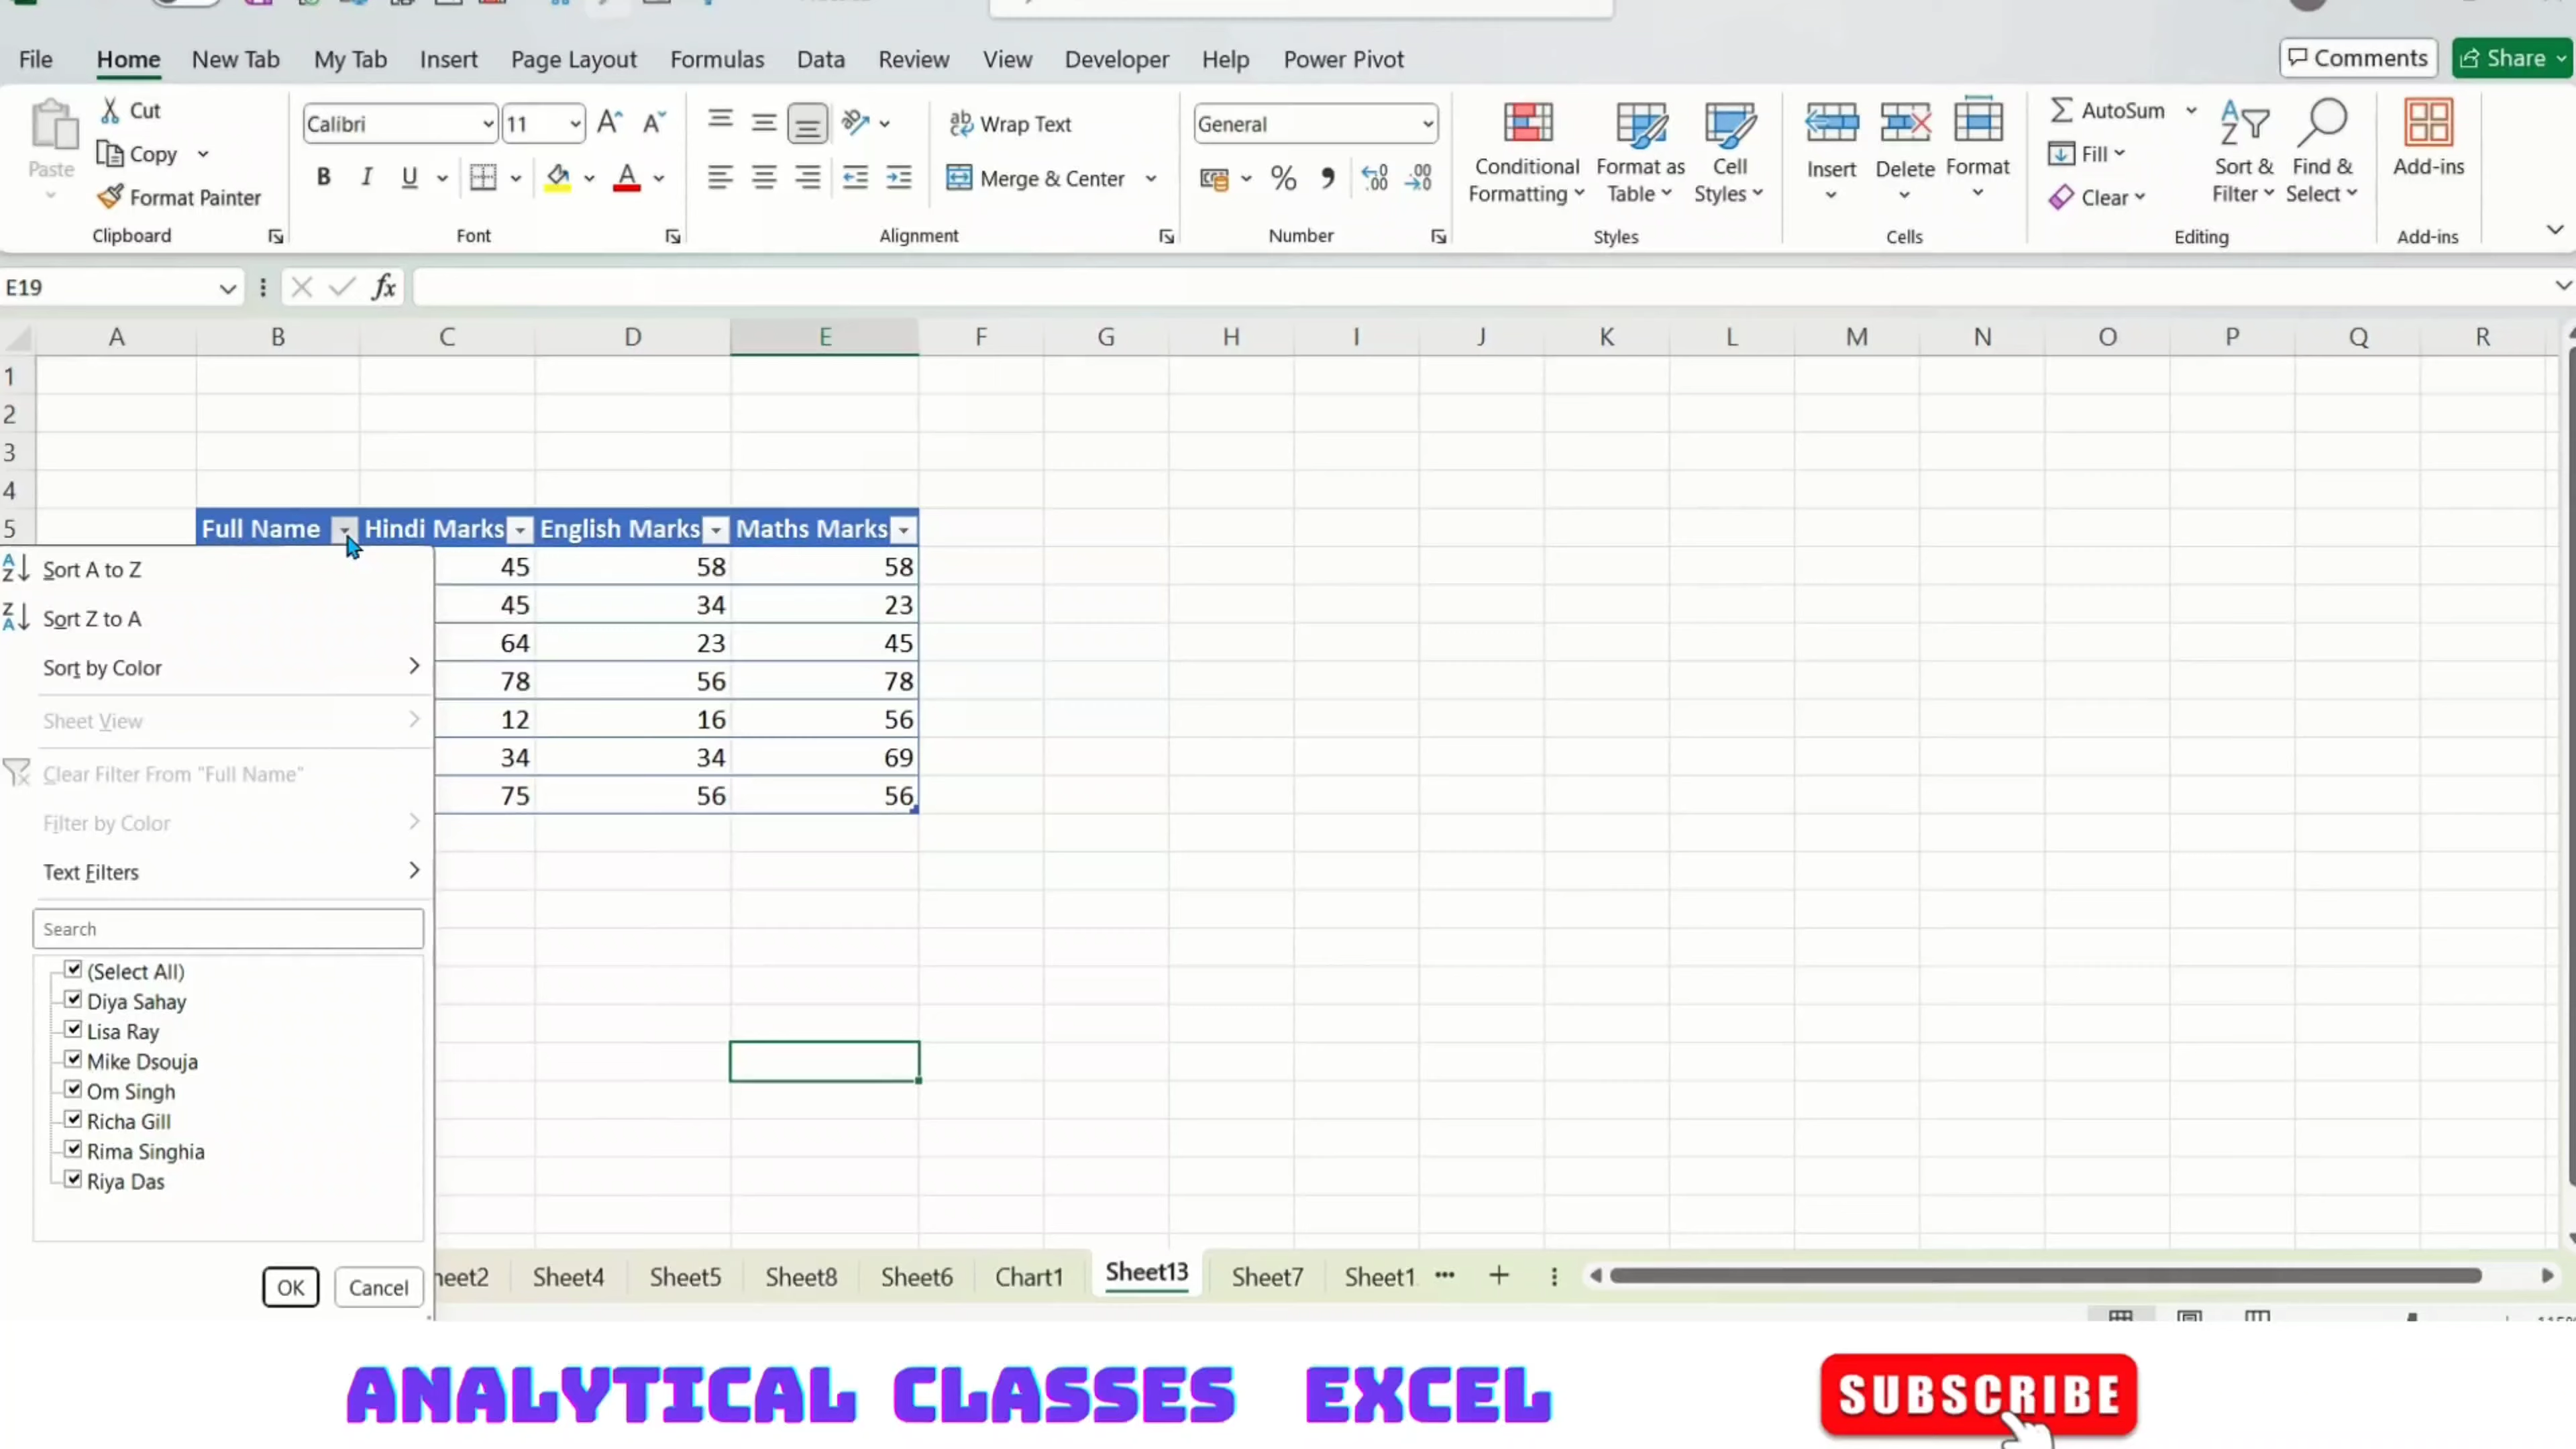 File Home New Tab My Tab Insert Page Layout Formulas Data Review View Developer Help Power Pivot Comments Share
Paste
Cut
Copy
Format Painter
Clipboard
Calibri 11
B I U
Font
Wrap Text
Merge & Center
Alignment
General
Number
Conditional Formatting
Format as Table
Cell Styles
Styles
Insert Delete Format
Cells
AutoSum
Fill
Clear
Sort & Filter
Find & Select
Editing
Add-ins
Add-ins
E19 fx
A B C D E F G H I J K L M N O P Q R
1
2
3
4
5 Full Name Hindi Marks English Marks Maths Marks
45 58 58
45 34 23
64 23 45
78 56 78
12 16 56
34 34 69
75 56 56
Sort A to Z
Sort Z to A
Sort by Color
Sheet View
Clear Filter From "Full Name"
Filter by Color
Text Filters
Search
(Select All)
Diya Sahay
Lisa Ray
Mike Dsouja
Om Singh
Richa Gill
Rima Singhia
Riya Das
OK Cancel
heet2 Sheet4 Sheet5 Sheet8 Sheet6 Chart1 Sheet13 Sheet7 Sheet1 ...
ANALYTICAL CLASSES EXCEL
SUBSCRIBE